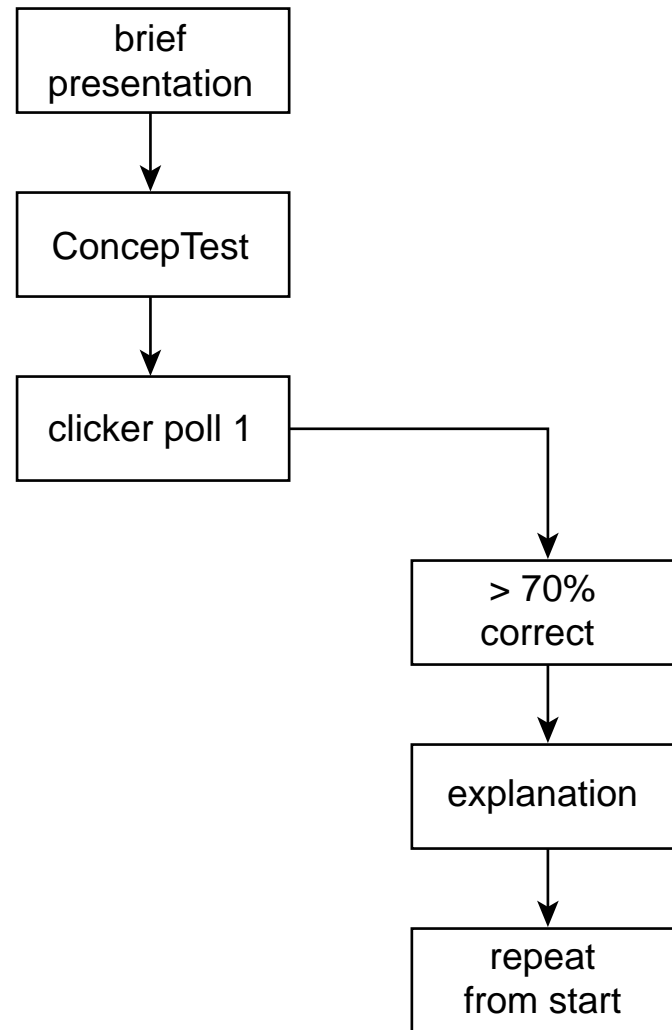 brief
presentation
ConcepTest
clicker poll 1
> 70%
correct
explanation
repeat
from start